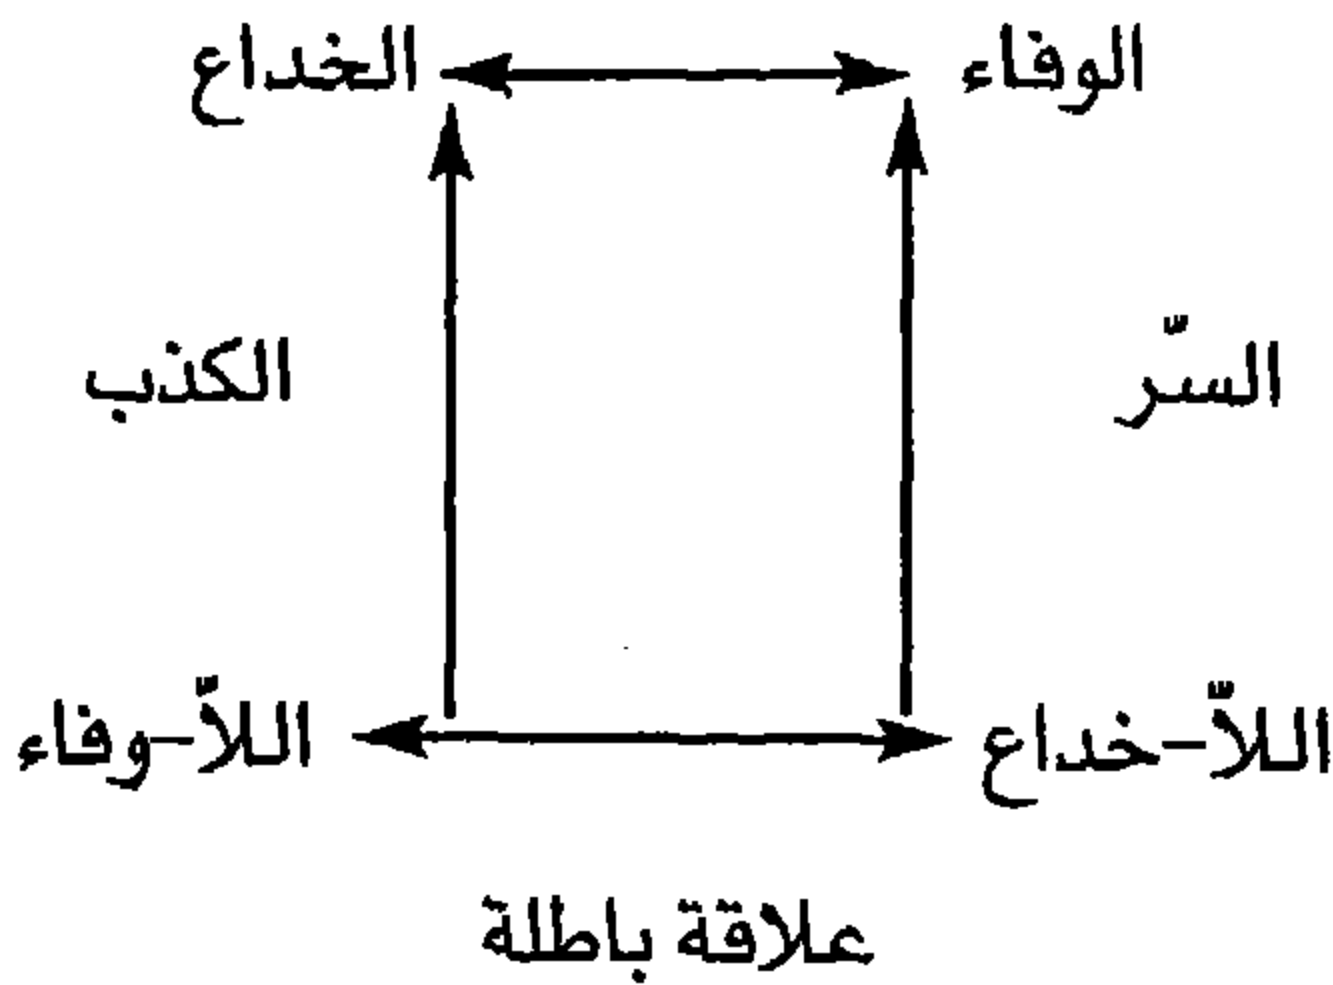 الوفاء الخداع
السّر الكذب
اللاّ-خداع اللاّ-وفاء
علاقة باطلة